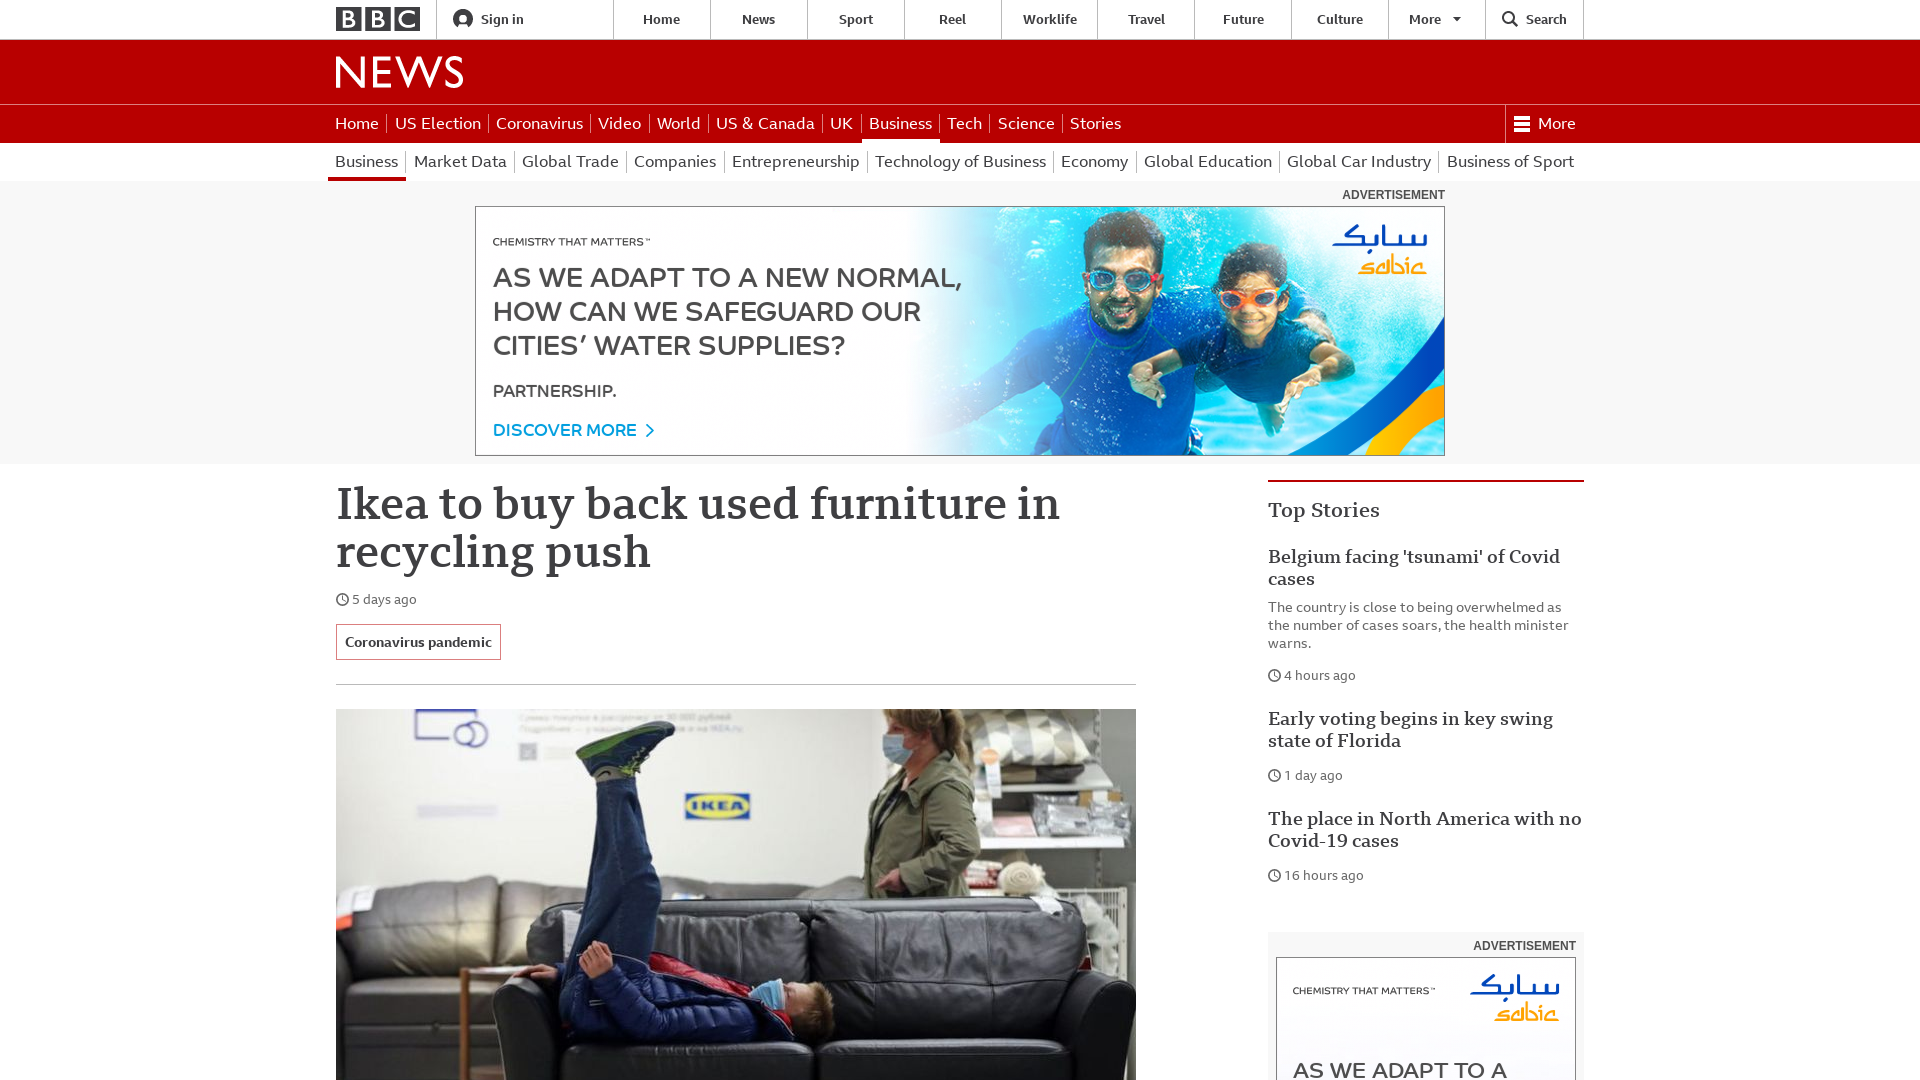 BBC
Sign in
Home
News
Sport
Reel
Worklife
Travel
Future
Culture
More
Search
NEWS
Home
US Election
Coronavirus
Video
World
US & Canada
UK
Business
Tech
Science
Stories
More
Business
Market Data
Global Trade
Companies
Entrepreneurship
Technology of Business
Economy
Global Education
Global Car Industry
Business of Sport
ADVERTISEMENT
CHEMISTRY THAT MATTERS™
AS WE ADAPT TO A NEW NORMAL,
HOW CAN WE SAFEGUARD OUR
CITIES’ WATER SUPPLIES?
PARTNERSHIP.
DISCOVER MORE
سابك
sabic
Ikea to buy back used furniture in
recycling push
5 days ago
Coronavirus pandemic
IKEA
Top Stories
Belgium facing 'tsunami' of Covid
cases
The country is close to being overwhelmed as
the number of cases soars, the health minister
warns.
4 hours ago
Early voting begins in key swing
state of Florida
1 day ago
The place in North America with no
Covid-19 cases
16 hours ago
ADVERTISEMENT
CHEMISTRY THAT MATTERS™
سابك
sabic
AS WE ADAPT TO A